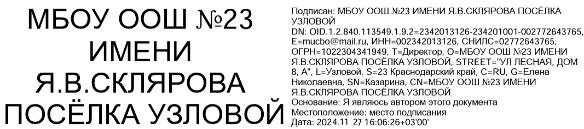 МБОУ ООШ №23
ИМЕНИ
Я.В.СКЛЯРОВА
ПОСЁЛКА УЗЛОВОЙ
Подписан: МБОУ ООШ №23 ИМЕНИ Я.В.СКЛЯРОВА ПОСЁЛКА
УЗЛОВОЙ
DN: OID.1.2.840.113549.1.9.2=2342013126-234201001-002742663765,
E=mucbo@mail.ru, ИНН=002342013126, СНИЛС=02772643765,
ОГРН=1022304341949, T=Директор, O=МБОУ ООШ №23 ИМЕНИ
Я.В.СКЛЯРОВА ПОСЁЛКА УЗЛОВОЙ, STREET="УЛ ЛЕСНАЯ, ДОМ
8, А", L=Узловой, S=23 Краснодарский край, C=RU, G=Елена
Николаевна, SN=Казарина, CN=МБОУ ООШ №23 ИМЕНИ
Я.В.СКЛЯРОВА ПОСЁЛКА УЗЛОВОЙ
Основание: Я являюсь автором этого документа
Местоположение: место подписания
Дата: 2024.11 27 16:06:26+03'00'